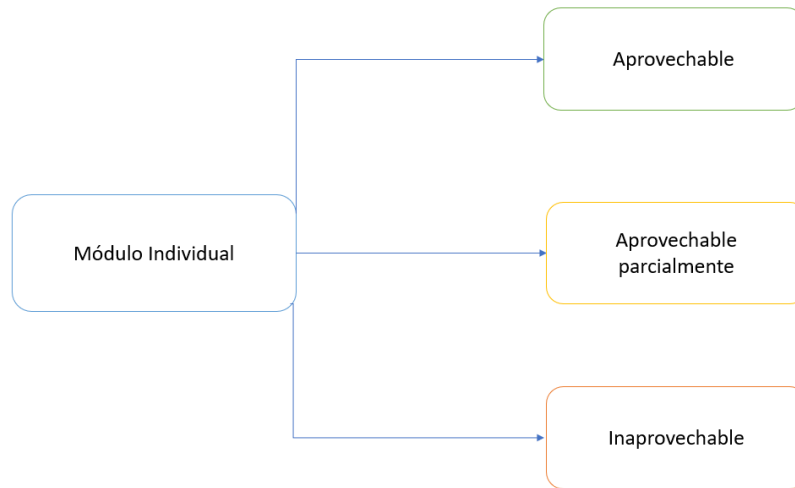 Aprovechable
Módulo Individual
Aprovechable
parcialmente
Inaprovechable